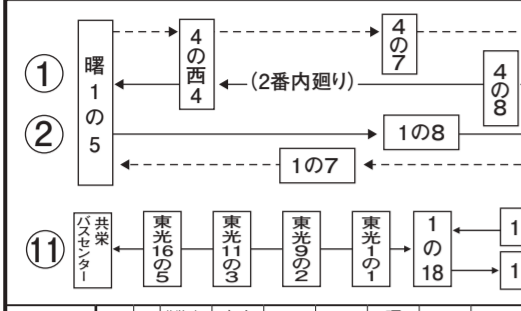 ①
②
曙1の5
4の西4
4の7
(2番内廻り)
4の8
1の8
1の7
⑪
共栄バスセンター
東光16の5
東光11の3
東光9の2
東光1の1
1の18
1
1